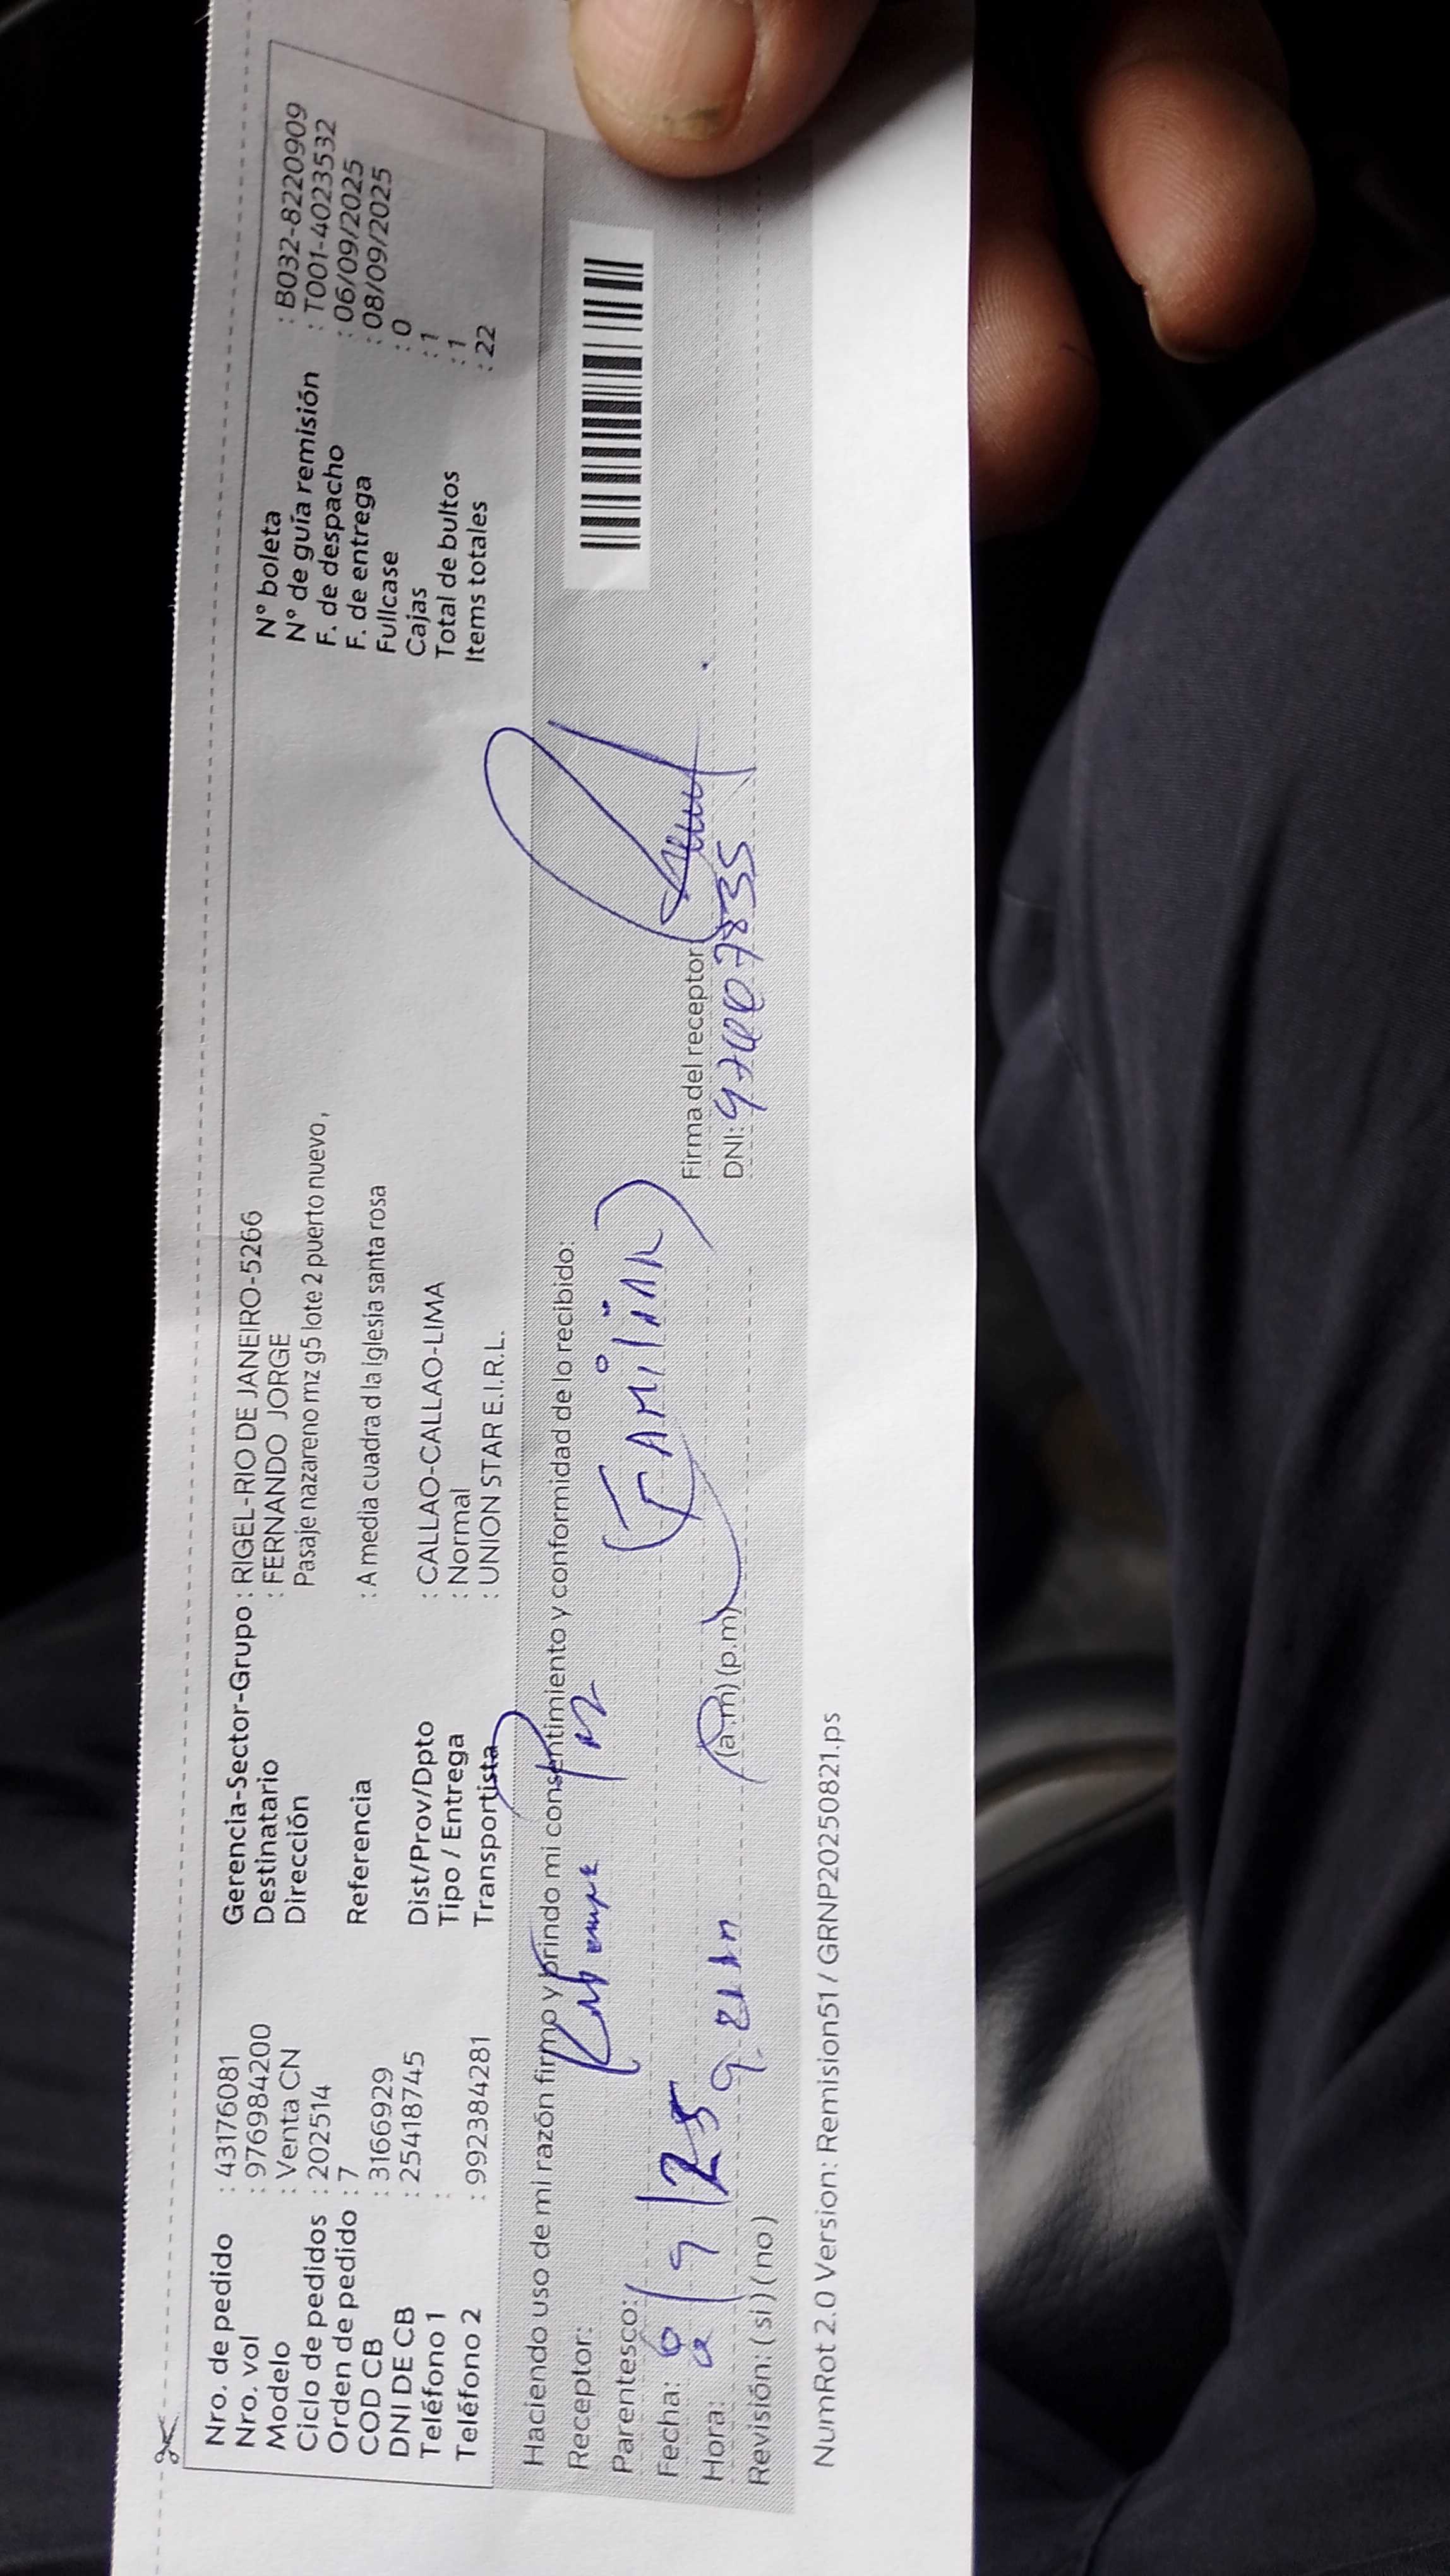 Nro. de pedido : 43176081
Nro. vol : 976984200
Modelo : Venta CN
Ciclo de pedidos : 202514
Orden de pedido : 7
COD CB : 3166929
DNI DE CB : 25418745
Teléfono 1 :
Teléfono 2 : 992384281
Gerencia-Sector-Grupo : RIGEL-RIO DE JANEIRO-5266
Destinatario : FERNANDO JORGE
Dirección Pasaje nazareno mz g5 lote 2 puerto nuevo ,
Referencia : A media cuadra d la iglesia santa rosa
Dist/Prov/Dpto : CALLAO-CALLAO-LIMA
Tipo / Entrega : Normal
Transportista : UNION STAR E.I.R.L.
N° boleta : B032-8220909
N° de guía remisión : T001-4023532
F. de despacho : 06/09/2025
F. de entrega : 08/09/2025
Fullcase : 0
Cajas : 1
Total de bultos : 1
Items totales : 22
Haciendo uso de mi razón firmo y brindo mi consentimiento y conformidad de lo recibido:
Receptor:
Parentesco: (FAMiliAR)
Fecha: 9/25
Hora: (a.m) (p.m)
Revisión: ( si ) ( no )
Firma del receptor
DNI:
NumRot 2.0 Version: Remision51 / GRNP20250821.ps